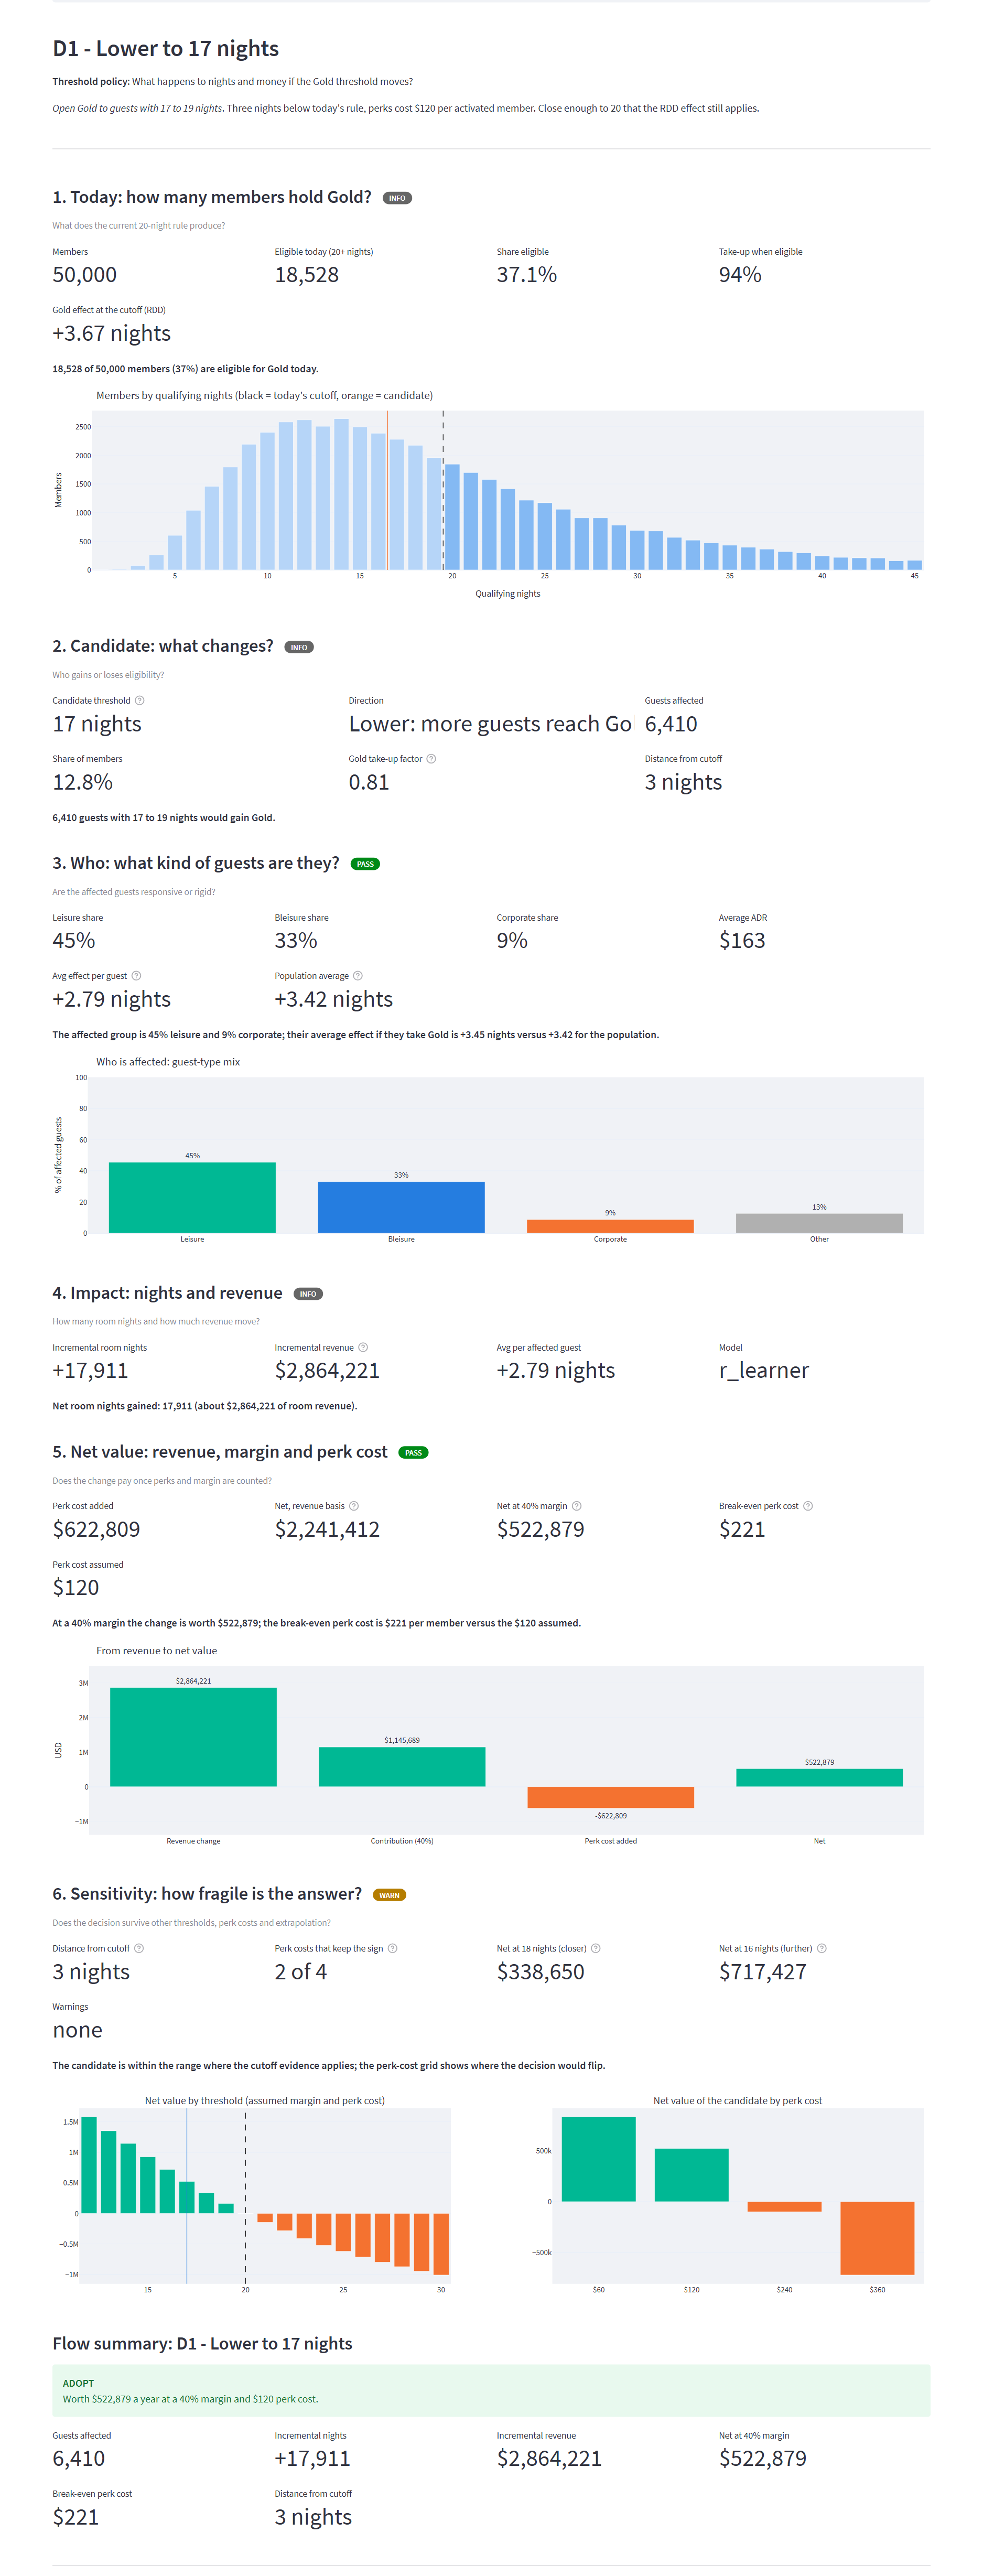 D1 - Lower to 17 nights
Threshold policy: What happens to nights and money if the Gold threshold moves?
Open Gold to guests with 17 to 19 nights. Three nights below today's rule, perks cost $120 per activated member. Close enough to 20 that the RDD effect still applies.
1. Today: how many members hold Gold? INFO
What does the current 20-night rule produce?
Members Eligible today (20+ nights) Share eligible Take-up when eligible
50,000 18,528 37.1% 94%
Gold effect at the cutoff (RDD)
+3.67 nights
18,528 of 50,000 members (37%) are eligible for Gold today.
Members by qualifying nights (black = today's cutoff, orange = candidate)
Members
2500
2000
1500
1000
500
0
5 10 15 20 25 30 35 40 45
Qualifying nights
2. Candidate: what changes? INFO
Who gains or loses eligibility?
Candidate threshold ? Direction Guests affected
17 nights Lower: more guests reach Gol 6,410
Share of members Gold take-up factor ? Distance from cutoff
12.8% 0.81 3 nights
6,410 guests with 17 to 19 nights would gain Gold.
3. Who: what kind of guests are they? PASS
Are the affected guests responsive or rigid?
Leisure share Bleisure share Corporate share Average ADR
45% 33% 9% $163
Avg effect per guest ? Population average ?
+2.79 nights +3.42 nights
The affected group is 45% leisure and 9% corporate; their average effect if they take Gold is +3.45 nights versus +3.42 for the population.
Who is affected: guest-type mix
% of affected guests
100
80
60
40
20
0
45% 33% 9% 13%
Leisure Bleisure Corporate Other
4. Impact: nights and revenue INFO
How many room nights and how much revenue move?
Incremental room nights Incremental revenue ? Avg per affected guest Model
+17,911 $2,864,221 +2.79 nights r_learner
Net room nights gained: 17,911 (about $2,864,221 of room revenue).
5. Net value: revenue, margin and perk cost PASS
Does the change pay once perks and margin are counted?
Perk cost added Net, revenue basis ? Net at 40% margin ? Break-even perk cost ?
$622,809 $2,241,412 $522,879 $221
Perk cost assumed
$120
At a 40% margin the change is worth $522,879; the break-even perk cost is $221 per member versus the $120 assumed.
From revenue to net value
USD
3M
2M
1M
0
−1M
$2,864,221 $1,145,689 -$622,809 $522,879
Revenue change Contribution (40%) Perk cost added Net
6. Sensitivity: how fragile is the answer? WARN
Does the decision survive other thresholds, perk costs and extrapolation?
Distance from cutoff ? Perk costs that keep the sign ? Net at 18 nights (closer) ? Net at 16 nights (further) ?
3 nights 2 of 4 $338,650 $717,427
Warnings
none
The candidate is within the range where the cutoff evidence applies; the perk-cost grid shows where the decision would flip.
Net value by threshold (assumed margin and perk cost)
1.5M
1M
0.5M
0
−0.5M
−1M
15 20 25 30
Net value of the candidate by perk cost
500k
0
−500k
$60 $120 $240 $360
Flow summary: D1 - Lower to 17 nights
ADOPT
Worth $522,879 a year at a 40% margin and $120 perk cost.
Guests affected Incremental nights Incremental revenue Net at 40% margin
6,410 +17,911 $2,864,221 $522,879
Break-even perk cost Distance from cutoff
$221 3 nights